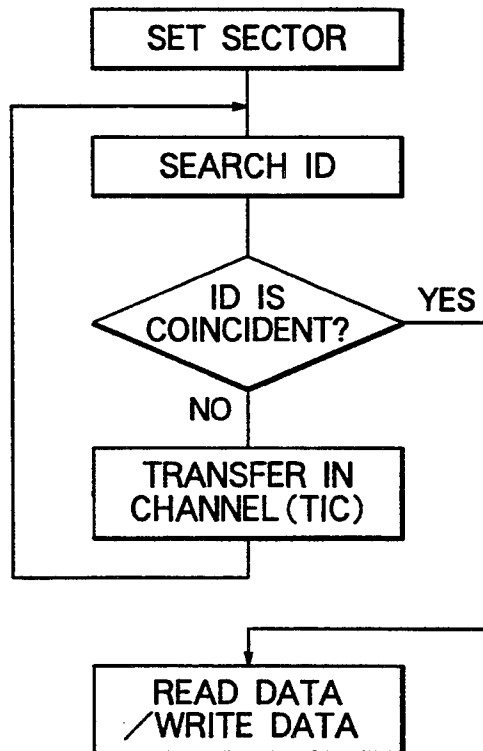 SET SECTOR
SEARCH ID
ID IS
COINCIDENT?
YES
NO
TRANSFER IN
CHANNEL (TIC)
READ DATA
/WRITE DATA